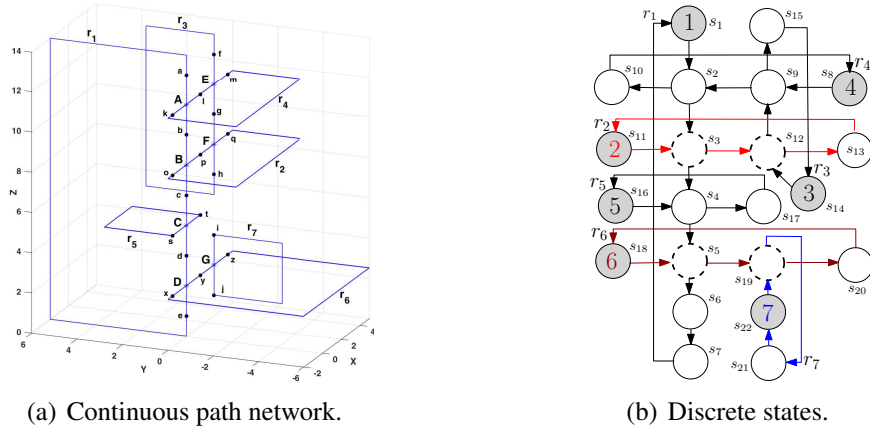 r1
r3
f
a
E
m
A
l
k
r4
g
b
F
q
B
p
o
r2
h
c
t
C
s
r5
i
r7
d
G
z
D
y
x
j
r6
e
14
12
10
8
6
4
2
0
Z
6
4
2
0
-2
-4
-6
Y
-2
0
2
4
X
(a) Continuous path network.
r1
1
s1
s15
s10
s2
s9
s8
r4
4
r2
s11
2
s3
s12
s13
r3
3
s14
r5
s16
5
s4
s17
r6
s18
6
s5
s19
s20
s6
7
s22
s7
s21
r7
(b) Discrete states.